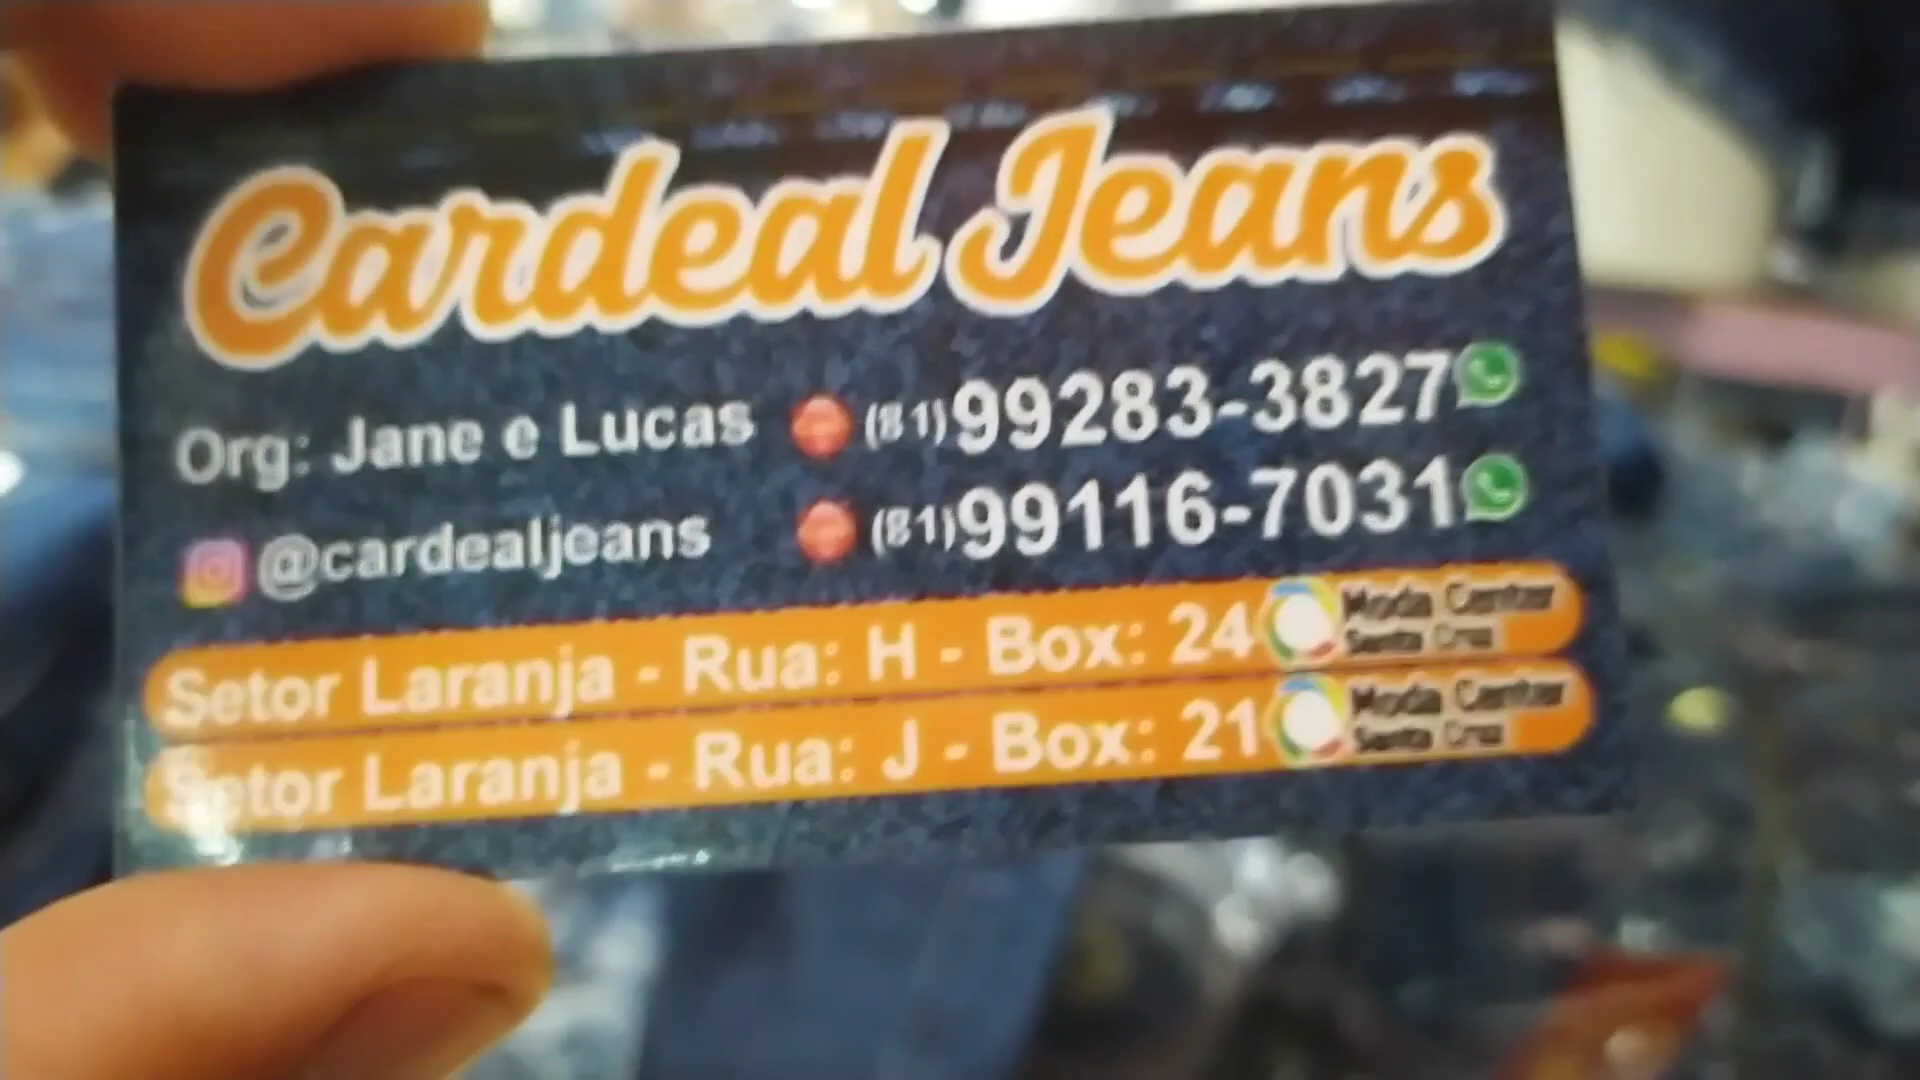 Cardeal Jeans
Org: Jane e Lucas (81)99283-3827
@cardealjeans (81)99116-7031
Setor Laranja - Rua: H - Box: 24 Moda Center Santa Cruz
Setor Laranja - Rua: J - Box: 21 Moda Center Santa Cruz